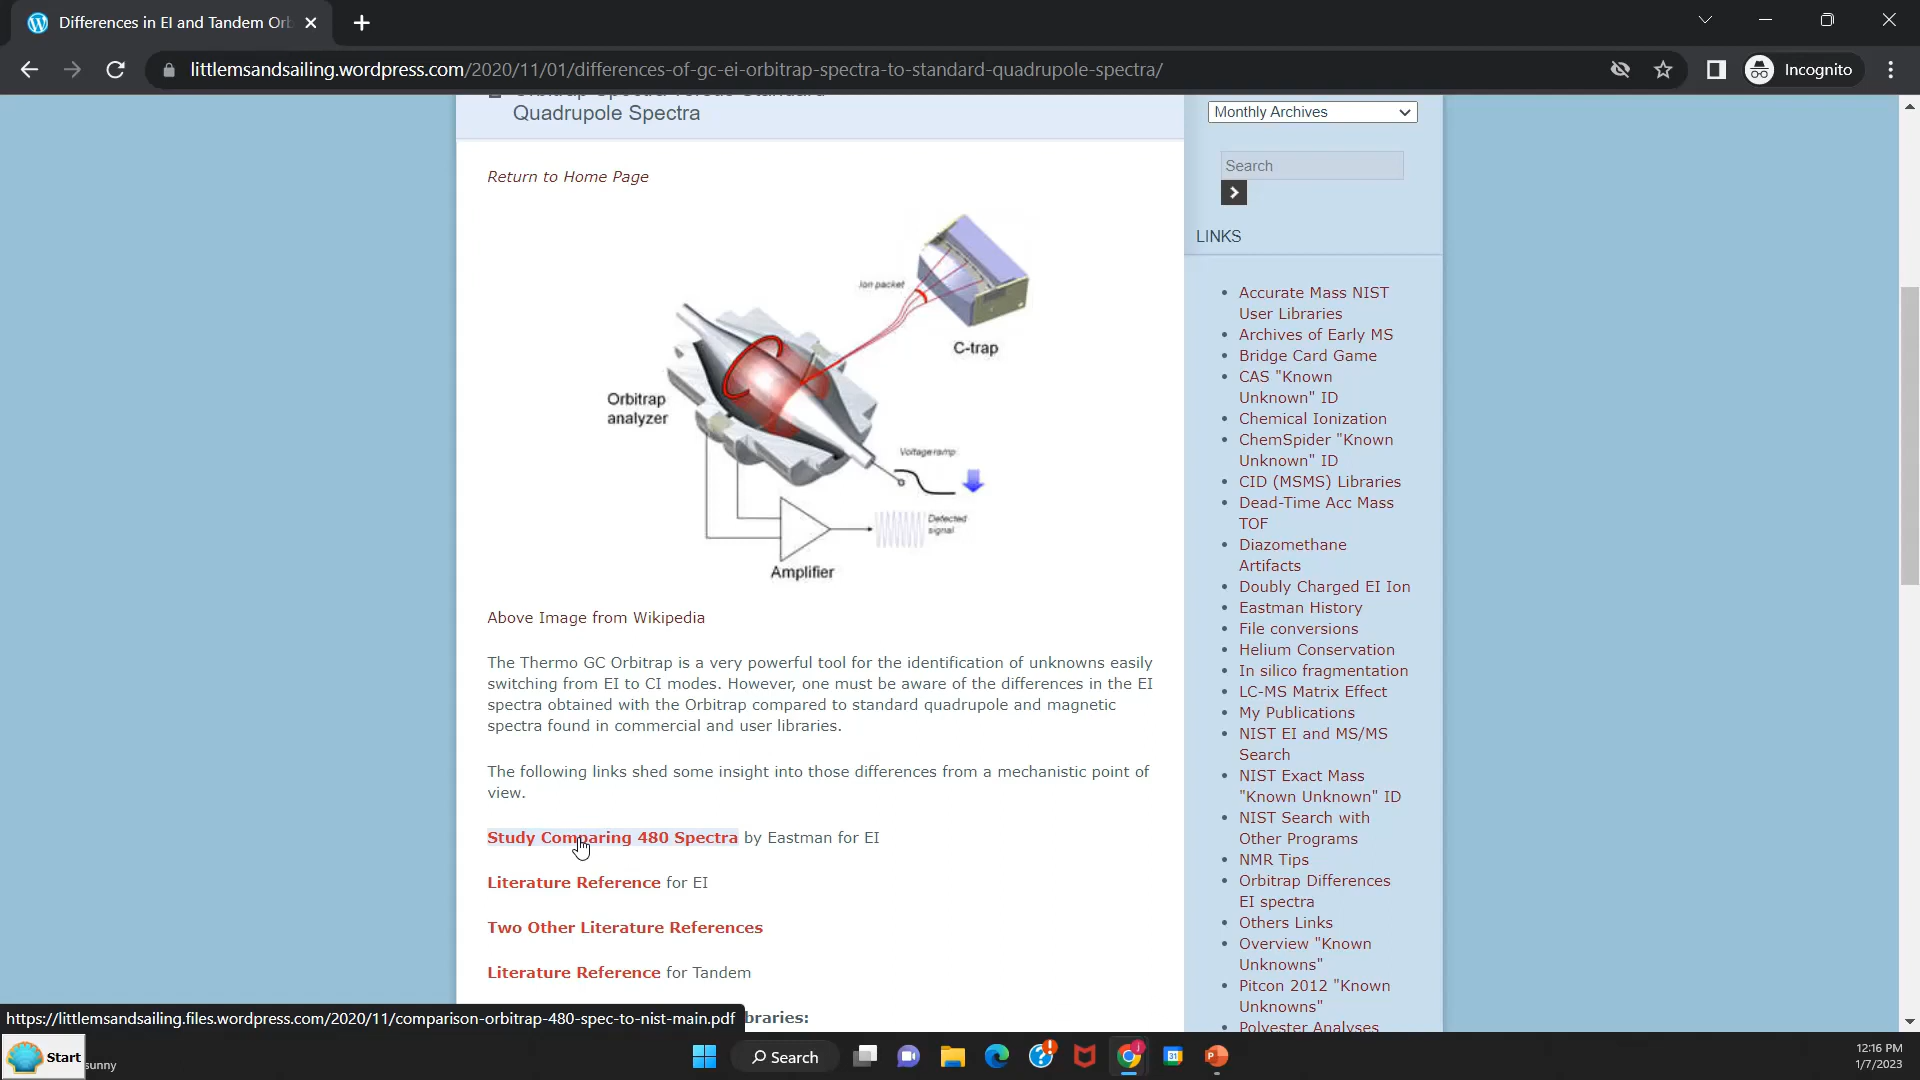 Differences in EI and Tandem Orb
littlemsandsailing.wordpress.com/2020/11/01/differences-of-gc-ei-orbitrap-spectra-to-standard-quadrupole-spectra/
Incognito
Orbitrap Spectra versus Standard
Quadrupole Spectra
Return to Home Page
Ion packet
C-trap
Orbitrap
analyzer
Voltage ramp
Detected
signal
Amplifier
Above Image from Wikipedia
The Thermo GC Orbitrap is a very powerful tool for the identification of unknowns easily
switching from EI to CI modes. However, one must be aware of the differences in the EI
spectra obtained with the Orbitrap compared to standard quadrupole and magnetic
spectra found in commercial and user libraries.
The following links shed some insight into those differences from a mechanistic point of
view.
Study Comparing 480 Spectra by Eastman for EI
Literature Reference for EI
Two Other Literature References
Literature Reference for Tandem
braries:
Monthly Archives
Search
LINKS
Accurate Mass NIST
User Libraries
Archives of Early MS
Bridge Card Game
CAS "Known
Unknown" ID
Chemical Ionization
ChemSpider "Known
Unknown" ID
CID (MSMS) Libraries
Dead-Time Acc Mass
TOF
Diazomethane
Artifacts
Doubly Charged EI Ion
Eastman History
File conversions
Helium Conservation
In silico fragmentation
LC-MS Matrix Effect
My Publications
NIST EI and MS/MS
Search
NIST Exact Mass
"Known Unknown" ID
NIST Search with
Other Programs
NMR Tips
Orbitrap Differences
EI spectra
Others Links
Overview "Known
Unknowns"
Pitcon 2012 "Known
Unknowns"
Polyester Analyses
https://littlemsandsailing.files.wordpress.com/2020/11/comparison-orbitrap-480-spec-to-nist-main.pdf
Start
sunny
Search
31
12:16 PM
1/7/2023